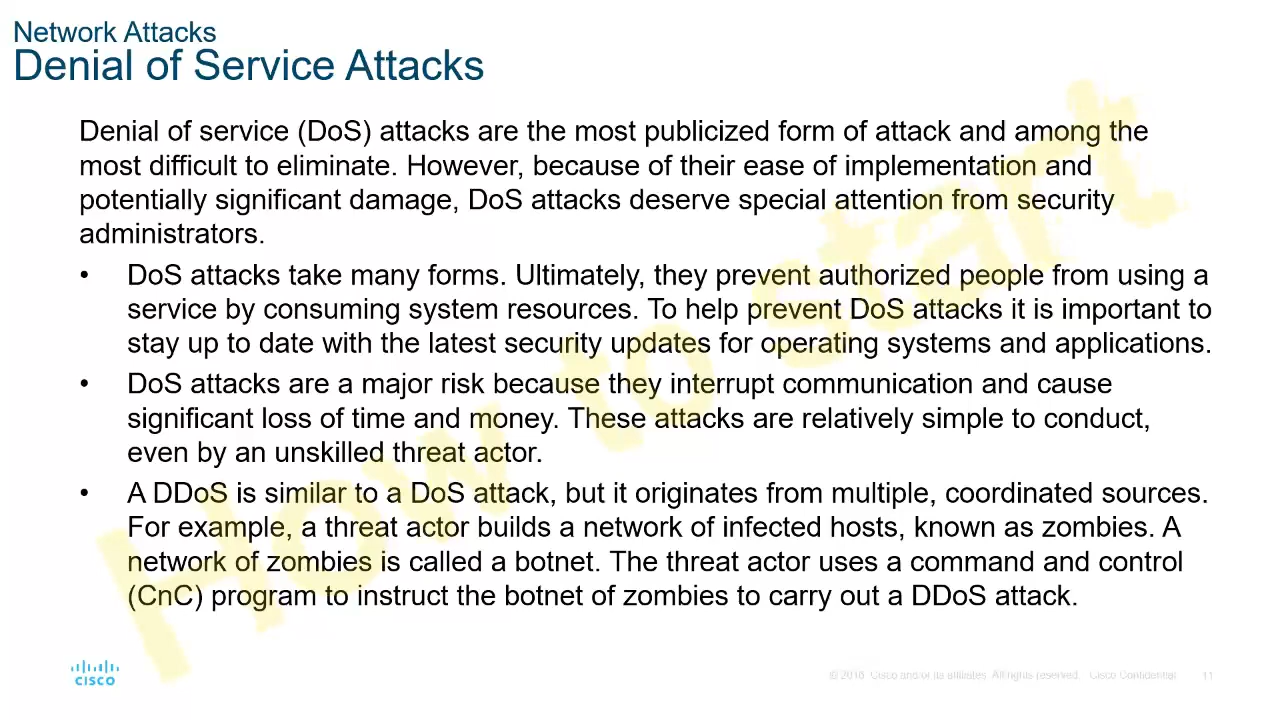 Network Attacks
Denial of Service Attacks
Denial of service (DoS) attacks are the most publicized form of attack and among the
most difficult to eliminate. However, because of their ease of implementation and
potentially significant damage, DoS attacks deserve special attention from security
administrators.
• DoS attacks take many forms. Ultimately, they prevent authorized people from using a
service by consuming system resources. To help prevent DoS attacks it is important to
stay up to date with the latest security updates for operating systems and applications.
• DoS attacks are a major risk because they interrupt communication and cause
significant loss of time and money. These attacks are relatively simple to conduct,
even by an unskilled threat actor.
• A DDoS is similar to a DoS attack, but it originates from multiple, coordinated sources.
For example, a threat actor builds a network of infected hosts, known as zombies. A
network of zombies is called a botnet. The threat actor uses a command and control
(CnC) program to instruct the botnet of zombies to carry out a DDoS attack.
How to start
CISCO
© 2016 Cisco and/or its affiliates. All rights reserved. Cisco Confidential
11